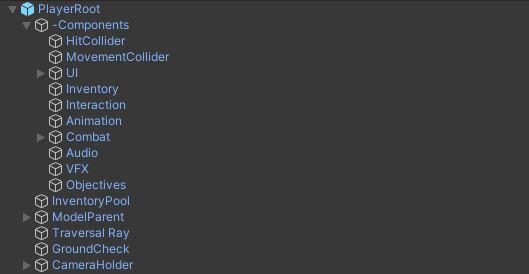 PlayerRoot
-Components
HitCollider
MovementCollider
UI
Inventory
Interaction
Animation
Combat
Audio
VFX
Objectives
InventoryPool
ModelParent
Traversal Ray
GroundCheck
CameraHolder